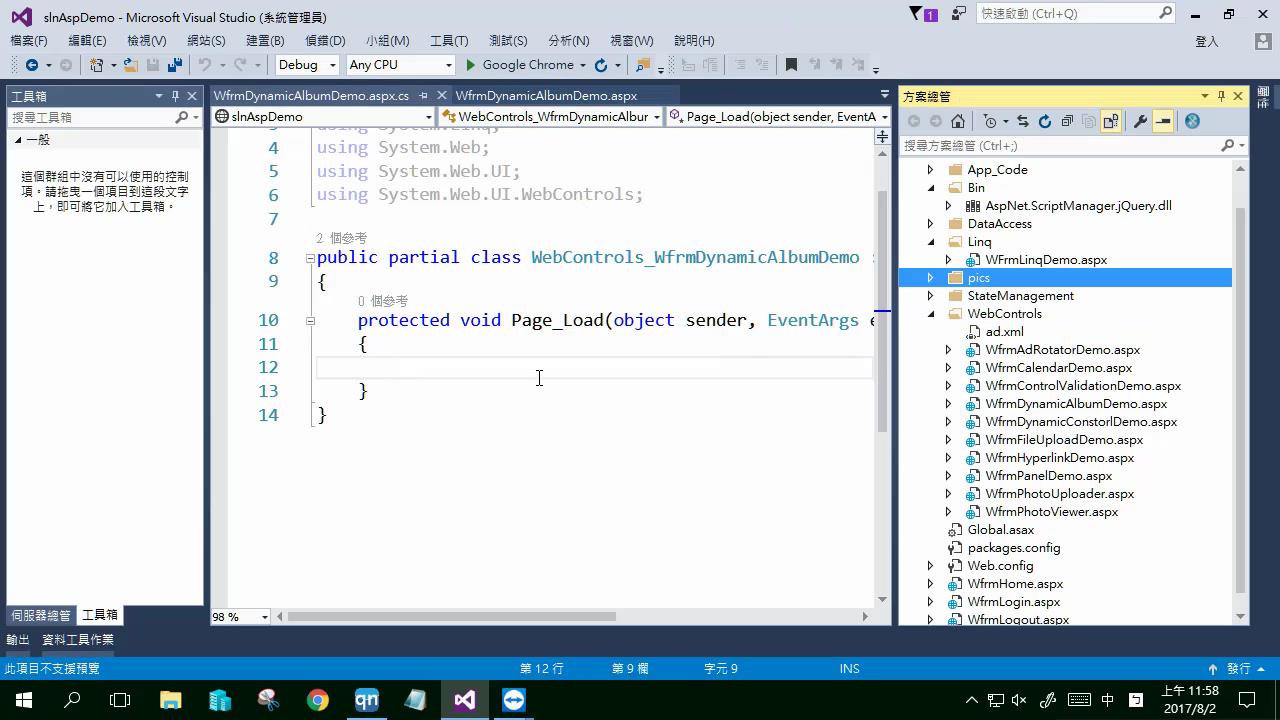 slnAspDemo - Microsoft Visual Studio (系統管理員)
1
快速啟動 (Ctrl+Q)
檔案(F) 編輯(E) 檢視(V) 網站(S) 建置(B) 偵錯(D) 小組(M) 工具(T) 測試(S) 分析(N) 視窗(W) 說明(H)
登入
Debug Any CPU Google Chrome
工具箱
搜尋工具箱
一般
這個群組中沒有可以使用的控制
項。請拖曳一個項目到這段文字
上，即可將它加入工具箱。
伺服器總管 工具箱
WfrmDynamicAlbumDemo.aspx.cs WfrmDynamicAlbumDemo.aspx
slnAspDemo WebControls_WfrmDynamicAlbur Page_Load(object sender, EventA
using System.Linq;
4 using System.Web;
5 using System.Web.UI;
6 using System.Web.UI.WebControls;
7
2 個參考
8 public partial class WebControls_WfrmDynamicAlbumDemo :
9 {
0 個參考
10 protected void Page_Load(object sender, EventArgs e
11 {
12
13 }
14 }
98 %
方案總管
搜尋方案總管 (Ctrl+;)
App_Code
Bin
AspNet.ScriptManager.jQuery.dll
DataAccess
Linq
WFrmLinqDemo.aspx
pics
StateManagement
WebControls
ad.xml
WfrmAdRotatorDemo.aspx
WfrmCalendarDemo.aspx
WfrmControlValidationDemo.aspx
WfrmDynamicAlbumDemo.aspx
WfrmDynamicConstorlDemo.aspx
WfrmFileUploadDemo.aspx
WfrmHyperlinkDemo.aspx
WfrmPanelDemo.aspx
WfrmPhotoUploader.aspx
WfrmPhotoViewer.aspx
Global.asax
packages.config
Web.config
WfrmHome.aspx
WfrmLogin.aspx
WfrmLogout.aspx
輸出 資料工具作業
此項目不支援預覽 第 12 行 第 9 欄 字元 9 INS 發行
qn
中
上午 11:58
2017/8/2